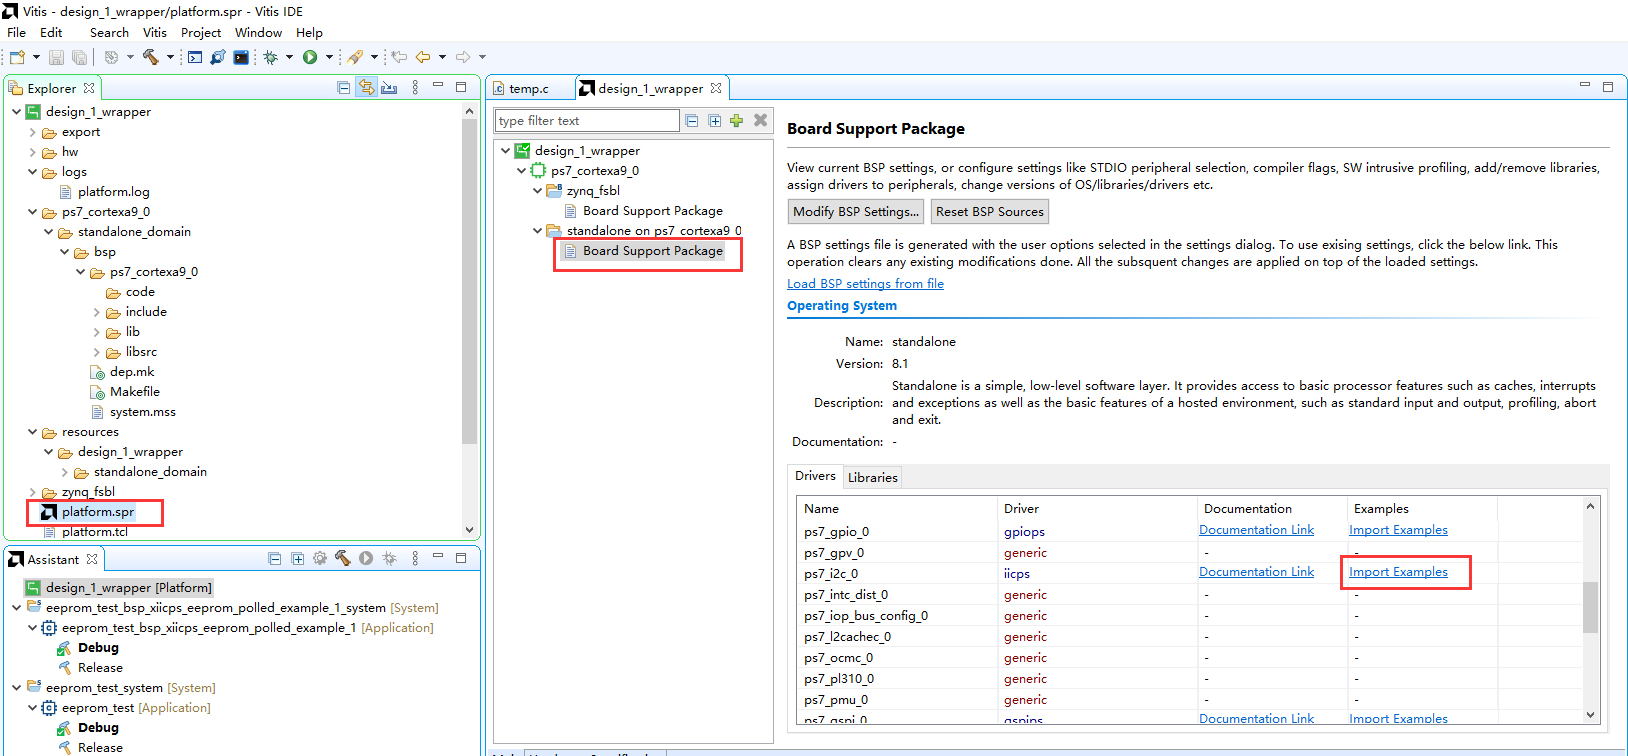 Vitis - design_1_wrapper/platform.spr - Vitis IDE
File Edit Search Vitis Project Window Help
Explorer
design_1_wrapper
export
hw
logs
platform.log
ps7_cortexa9_0
standalone_domain
bsp
ps7_cortexa9_0
code
include
lib
libsrc
dep.mk
Makefile
system.mss
resources
design_1_wrapper
standalone_domain
zynq_fsbl
platform.spr
platform.tcl
Assistant
design_1_wrapper [Platform]
eeprom_test_bsp_xiicps_eeprom_polled_example_1_system [System]
eeprom_test_bsp_xiicps_eeprom_polled_example_1 [Application]
Debug
Release
eeprom_test_system [System]
eeprom_test [Application]
Debug
Release
temp.c design_1_wrapper
type filter text
design_1_wrapper
ps7_cortexa9_0
zynq_fsbl
Board Support Package
standalone on ps7_cortexa9_0
Board Support Package
Board Support Package
View current BSP settings, or configure settings like STDIO peripheral selection, compiler flags, SW intrusive profiling, add/remove libraries,
assign drivers to peripherals, change versions of OS/libraries/drivers etc.
Modify BSP Settings... Reset BSP Sources
A BSP settings file is generated with the user options selected in the settings dialog. To use exising settings, click the below link. This
operation clears any existing modifications done. All the subsquent changes are applied on top of the loaded settings.
Load BSP settings from file
Operating System
Name: standalone
Version: 8.1
Standalone is a simple, low-level software layer. It provides access to basic processor features such as caches, interrupts
Description: and exceptions as well as the basic features of a hosted environment, such as standard input and output, profiling, abort
and exit.
Documentation: -
Drivers Libraries
Name Driver Documentation Examples
ps7_gpio_0 gpiops Documentation Link Import Examples
ps7_gpv_0 generic - -
ps7_i2c_0 iicps Documentation Link Import Examples
ps7_intc_dist_0 generic - -
ps7_iop_bus_config_0 generic - -
ps7_l2cachec_0 generic - -
ps7_ocmc_0 generic - -
ps7_pl310_0 generic - -
ps7_pmu_0 generic - -
ps7_qspi_0 qspips Documentation Link Import Examples